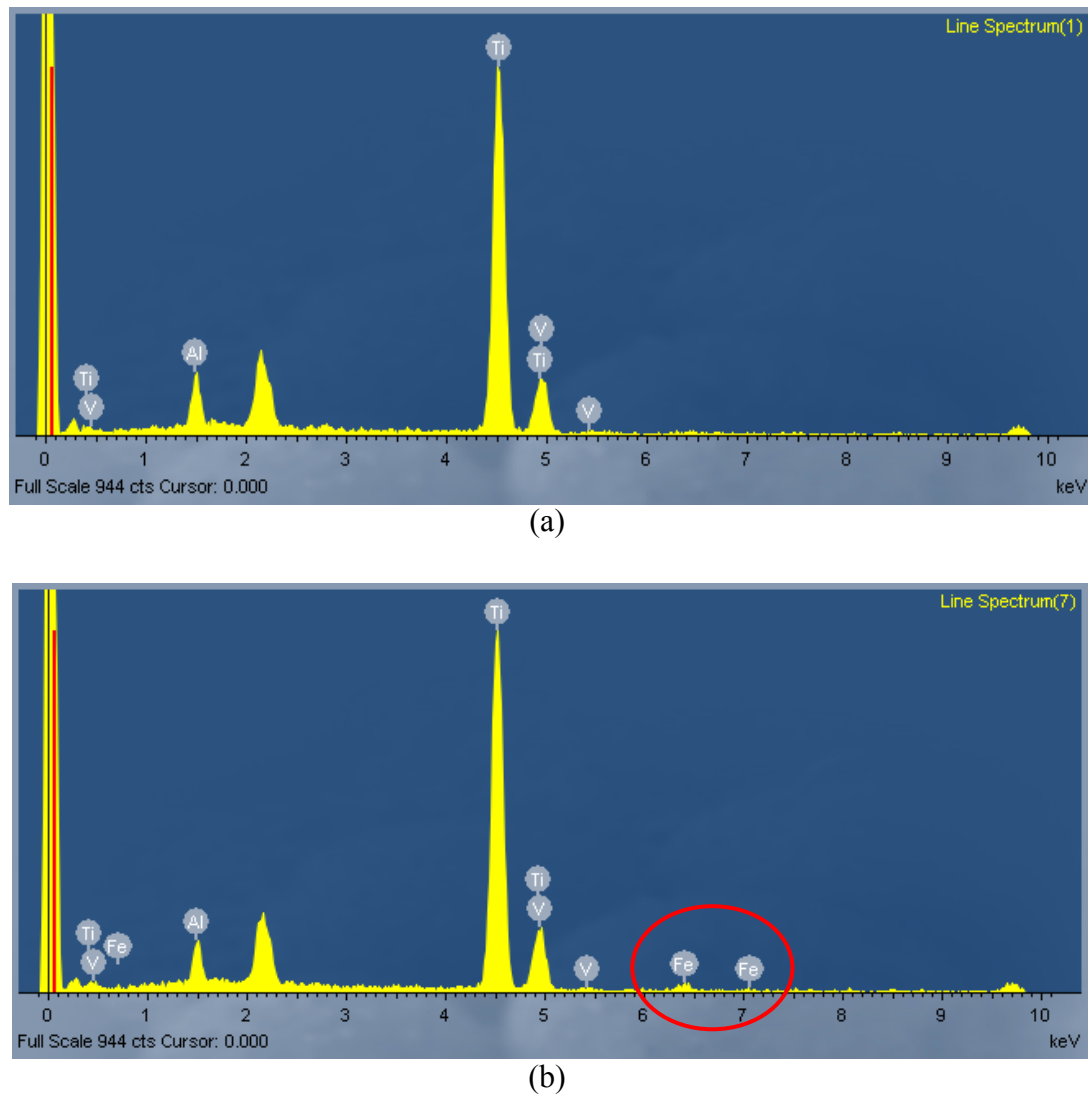 Line Spectrum(1)
Ti
V
Al
Ti
Ti
V
V
0 1 2 3 4 5 6 7 8 9 10
Full Scale 944 cts Cursor: 0.000 keV
(a)
Line Spectrum(7)
Ti
Ti
Ti Fe Al V Fe Fe
V V
0 1 2 3 4 5 6 7 8 9 10
Full Scale 944 cts Cursor: 0.000 keV
(b)